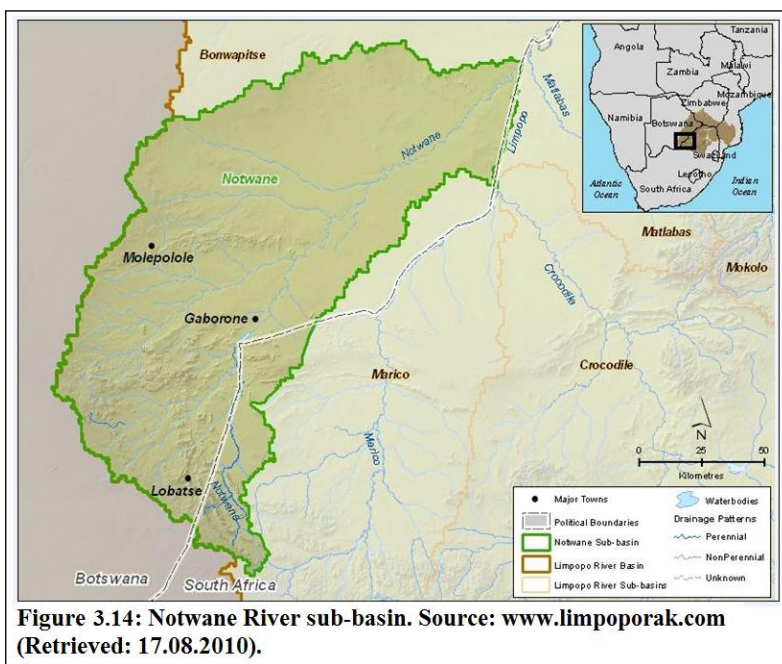 Bonwapitse
Matlabas
Limpopo
Notwane
Notwane
Molepolole
Matlabas
Mokolo
Crocodile
Gaborone
Marico
Crocodile
Marico
Lobatse
Notwane
Botswana
South Africa
Tanzania
Angola
Malawi
Zambia
Mozambique
Zimbabwe
Namibia
Botswana
Swaziland
Lesotho
South Africa
Atlantic
Ocean
Indian
Ocean
N
0 25 50
Kilometres
Major Towns
Political Boundaries
Notwane Sub-basin
Limpopo River Basin
Limpopo River Sub-basins
Waterbodies
Drainage Patterns
Perennial
NonPerennial
Unknown
Figure 3.14: Notwane River sub-basin. Source: www.limpoporak.com
(Retrieved: 17.08.2010).